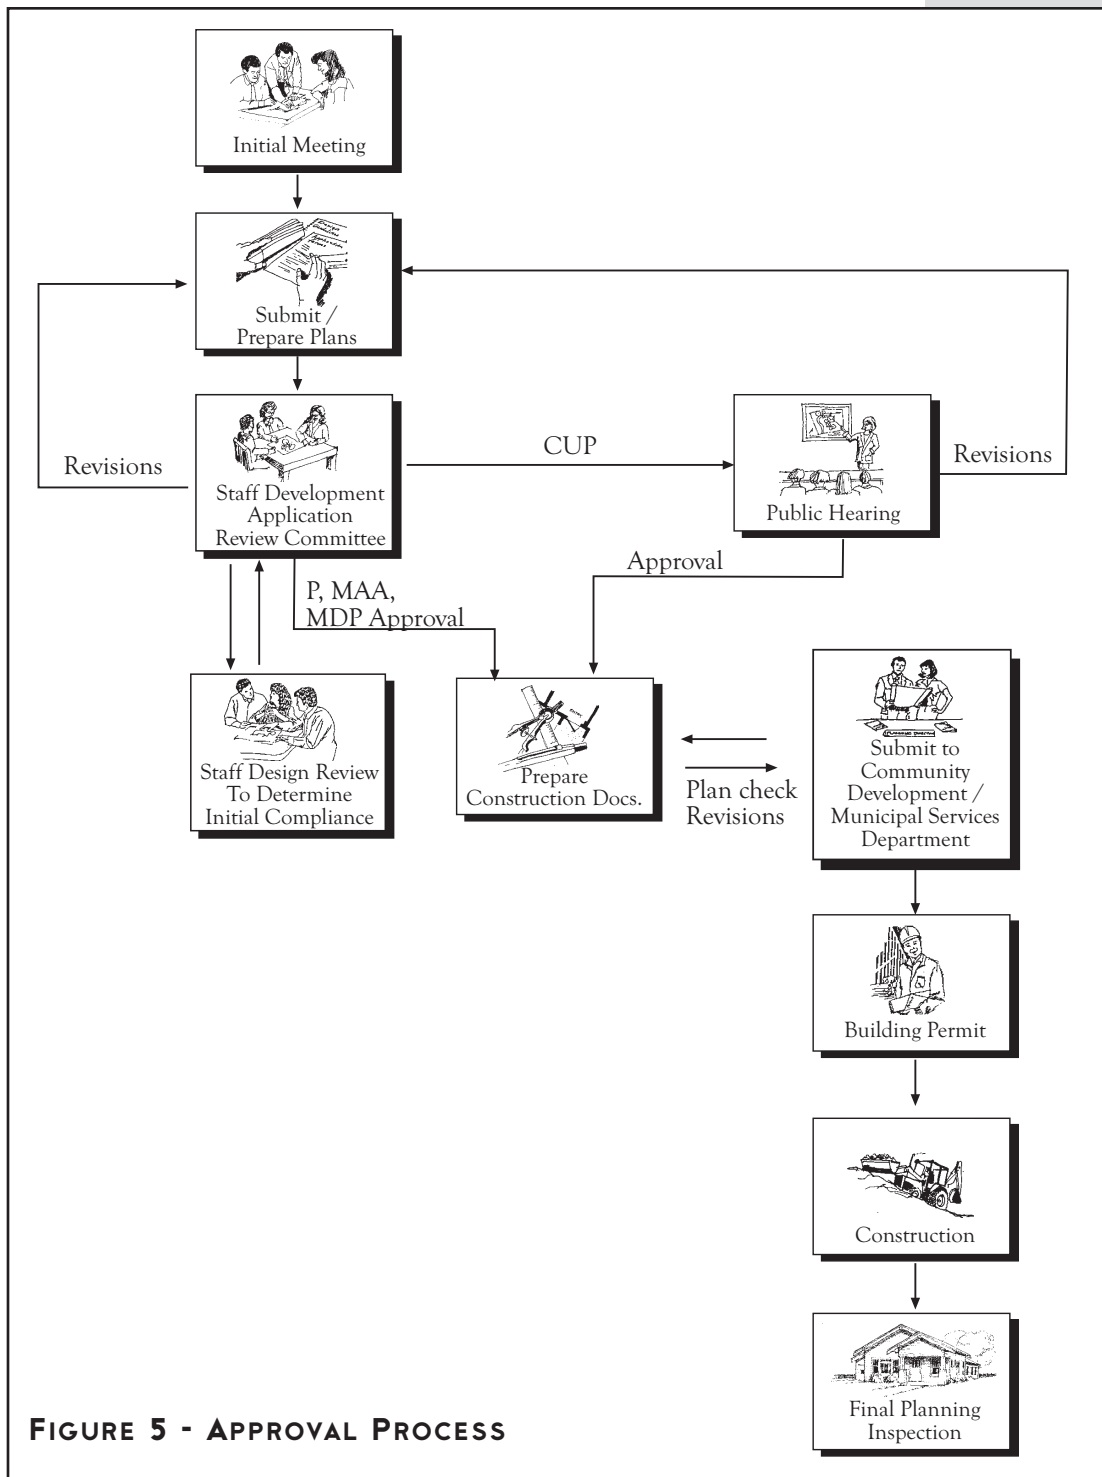 Initial Meeting
Submit /
Prepare Plans
Revisions
Staff Development
Application
Review Committee
CUP
Public Hearing
Revisions
Approval
P, MAA,
MDP Approval
Staff Design Review
To Determine
Initial Compliance
Prepare
Construction Docs.
Plan check
Revisions
Submit to
Community
Development /
Municipal Services
Department
Building Permit
Construction
Final Planning
Inspection
FIGURE 5 - APPROVAL PROCESS